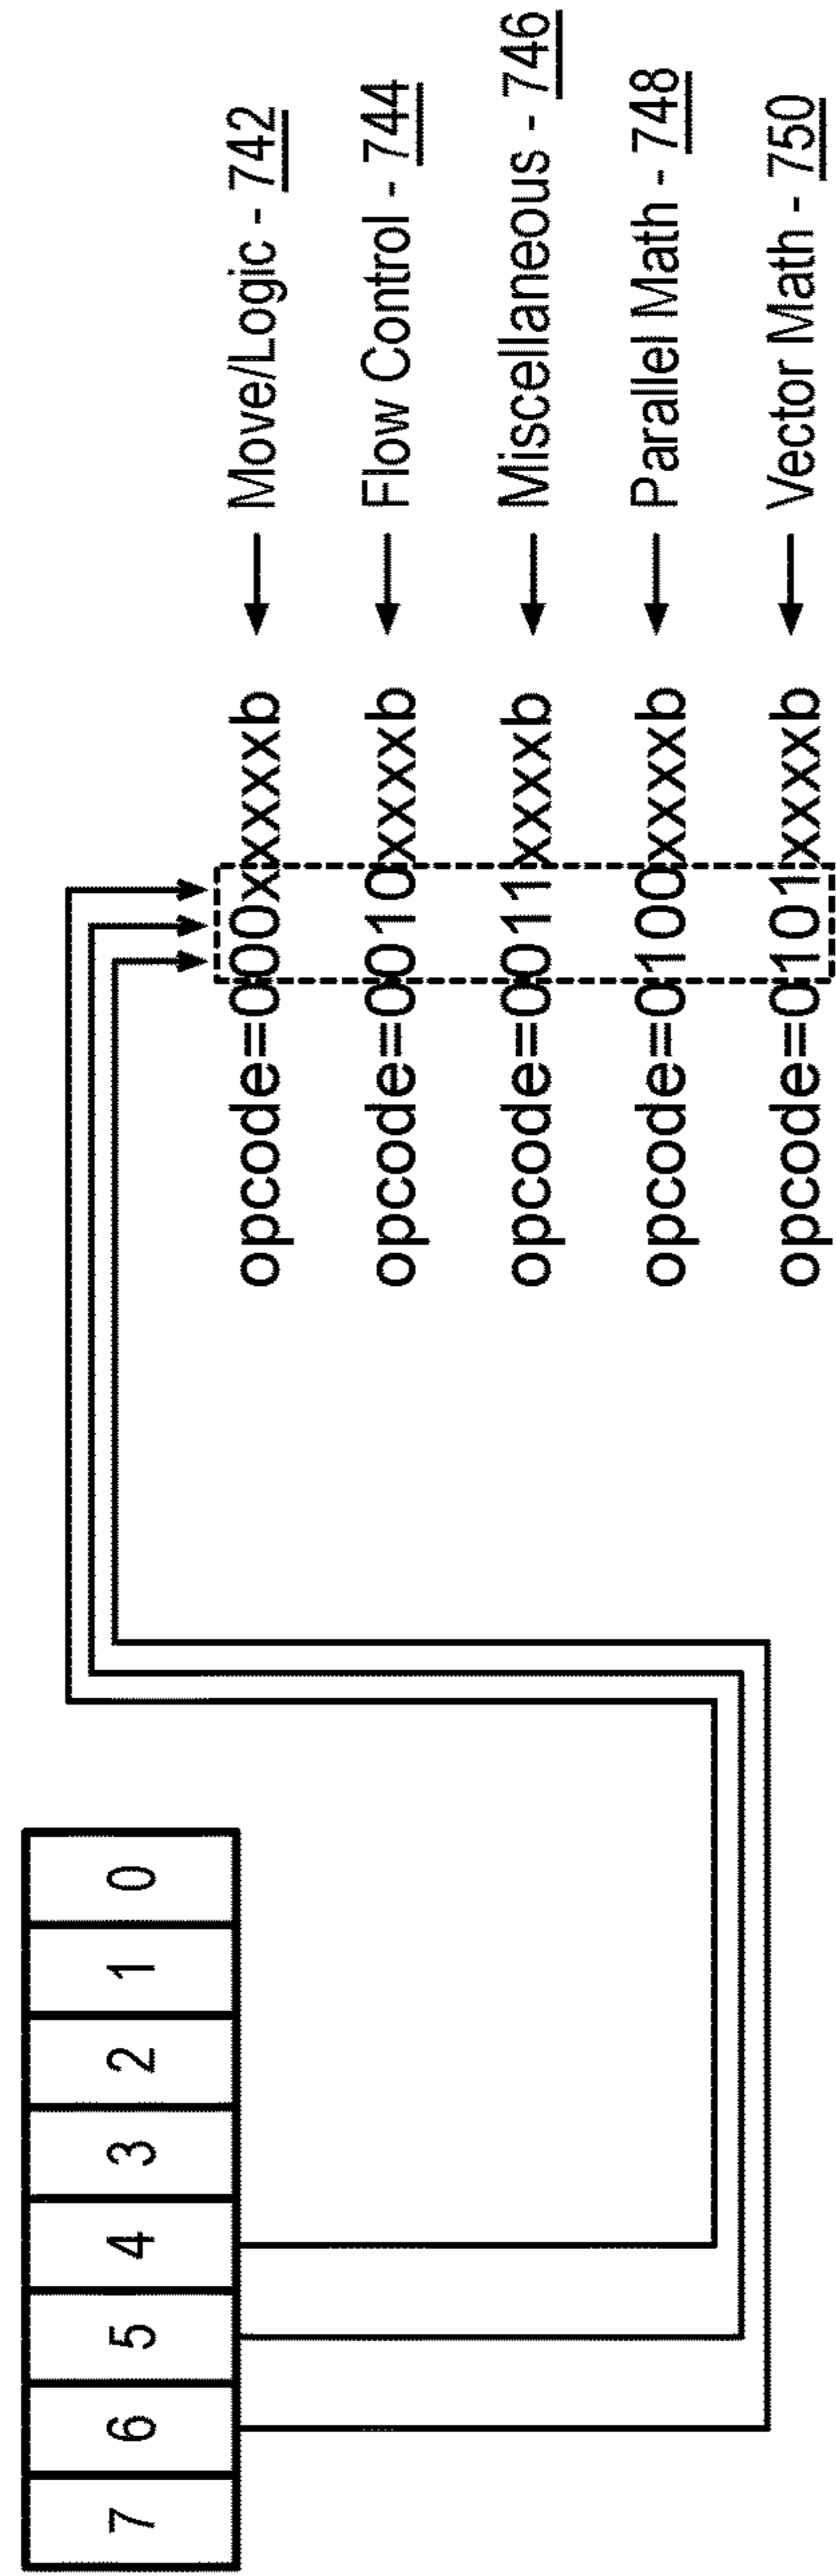 7 6 5 4 3 2 1 0
opcode=000xxxxxb ← Move/Logic - 742
opcode=0010xxxxb ← Flow Control - 744
opcode=0011xxxxb ← Miscellaneous - 746
opcode=0100xxxxb ← Parallel Math - 748
opcode=0101xxxxb ← Vector Math - 750